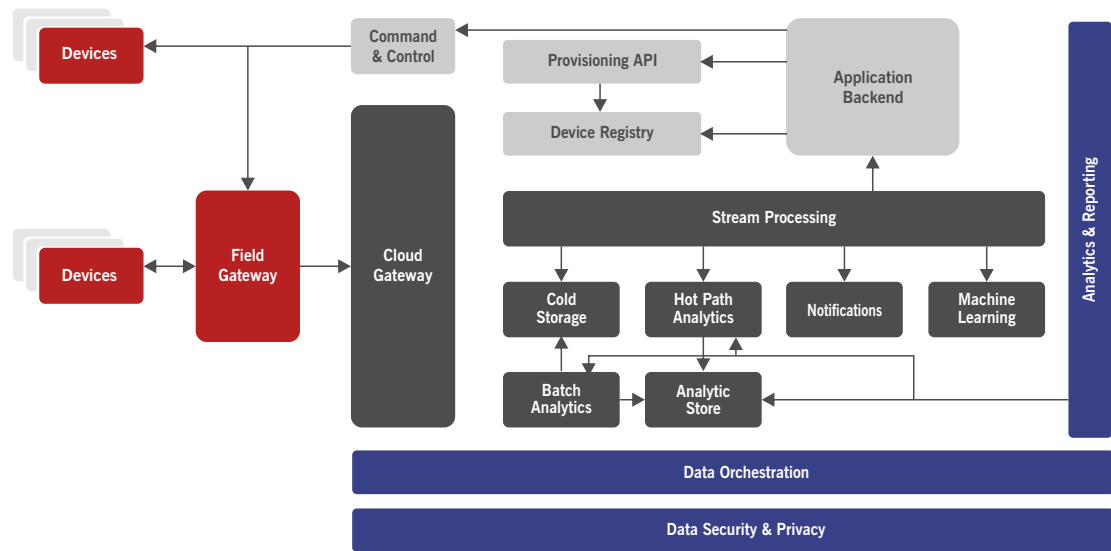 Devices
Command
& Control
Provisioning API
Application
Backend
Device Registry
Analytics & Reporting
Stream Processing
Devices
Field
Gateway
Cloud
Gateway
Cold
Storage
Hot Path
Analytics
Notifications
Machine
Learning
Batch
Analytics
Analytic
Store
Data Orchestration
Data Security & Privacy